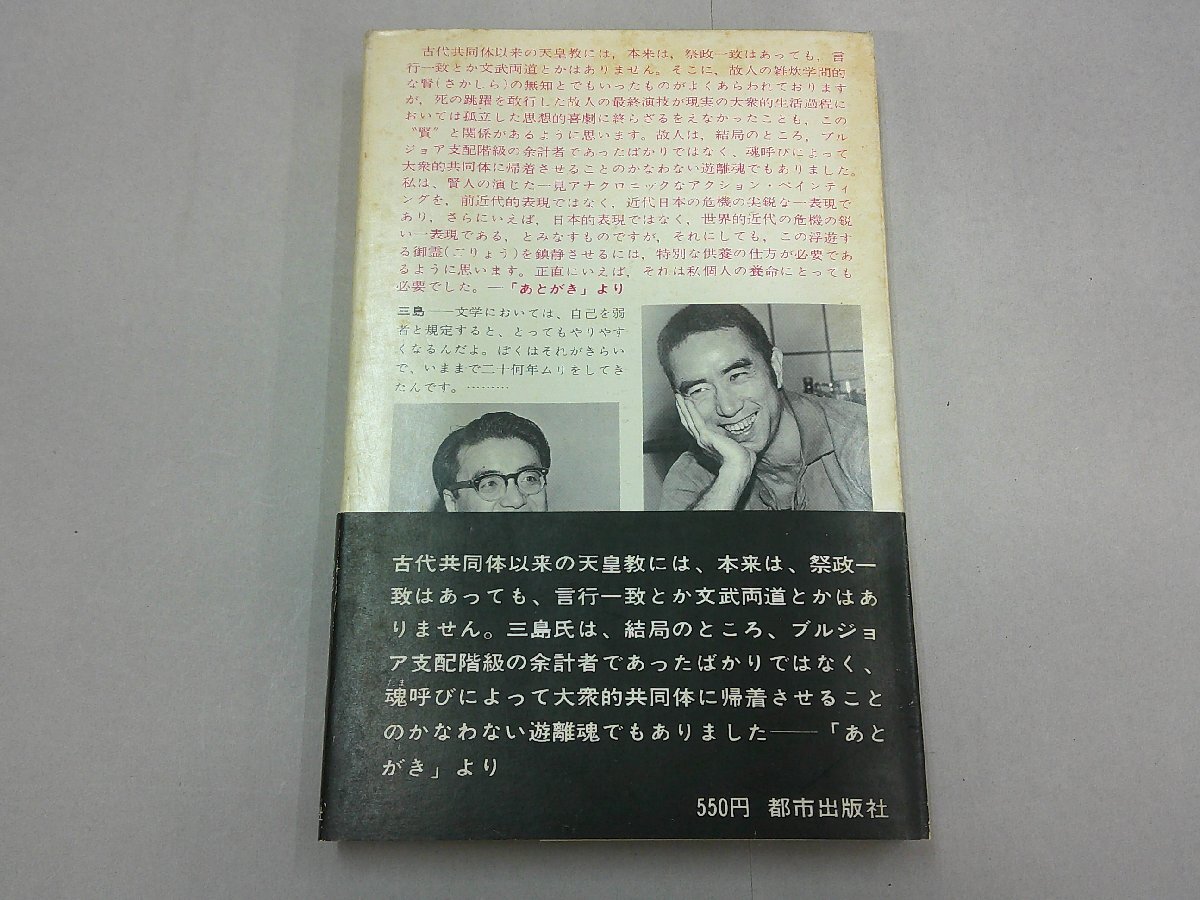 古代共同体以来の天皇教には，本来は，祭政一致はあっても，言
行一致とか文武両道とかはありません。そこに，故人の雑炊学問的
な賢(さかしら)の無知とでもいったものがよくあらわれております
が，死の跳躍を敢行した故人の最終演技が現実の大衆的生活過程に
おいては孤立した思想的喜劇に終らざるをえなかったことも，この
“賢”と関係があるように思います。故人は，結局のところ，ブル
ジョア支配階級の余計者であったばかりではなく、魂呼びによって
大衆的共同体に帰着させることのかなわない遊離魂でもありました。
私は、賢人の演じた一見アナクロニックなアクション・ペインティ
ングを，前近代的表現ではなく，近代日本の危機の尖鋭な一表現で
あり，さらにいえば，日本的表現ではなく，世界的近代の危機の鋭
い一表現である，とみなすものですが，それにしても，この浮遊す
る御霊(ごりょう)を鎮静させるには，特別な供養の仕方が必要であ
るように思います。正直にいえば，それは私個人の養命にとっても
必要でした。―「あとがき」より
三島――文学においては、自己を弱
者と規定すると、とってもやりやす
くなるんだよ。ぼくはそれがきらい
で、いままで二十何年ムリをしてき
たんです。………
古代共同体以来の天皇教には、本来は、祭政一
致はあっても、言行一致とか文武両道とかはあ
りません。三島氏は、結局のところ、ブルジョ
ア支配階級の余計者であったばかりではなく、
たま
魂呼びによって大衆的共同体に帰着させること
のかなわない遊離魂でもありました――「あと
がき」より
550円 都市出版社